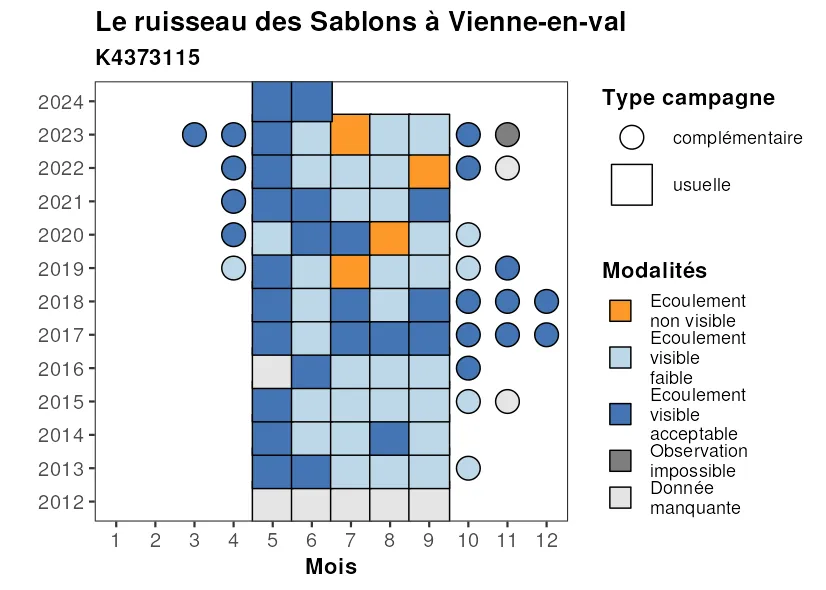 Le ruisseau des Sablons à Vienne-en-val
K4373115
2024
2023
2022
2021
2020
2019
2018
2017
2016
2015
2014
2013
2012
1 2 3 4 5 6 7 8 9 10 11 12
Mois
Type campagne
complémentaire
usuelle
Modalités
Ecoulement
non visible
Ecoulement
visible
faible
Ecoulement
visible
acceptable
Observation
impossible
Donnée
manquante